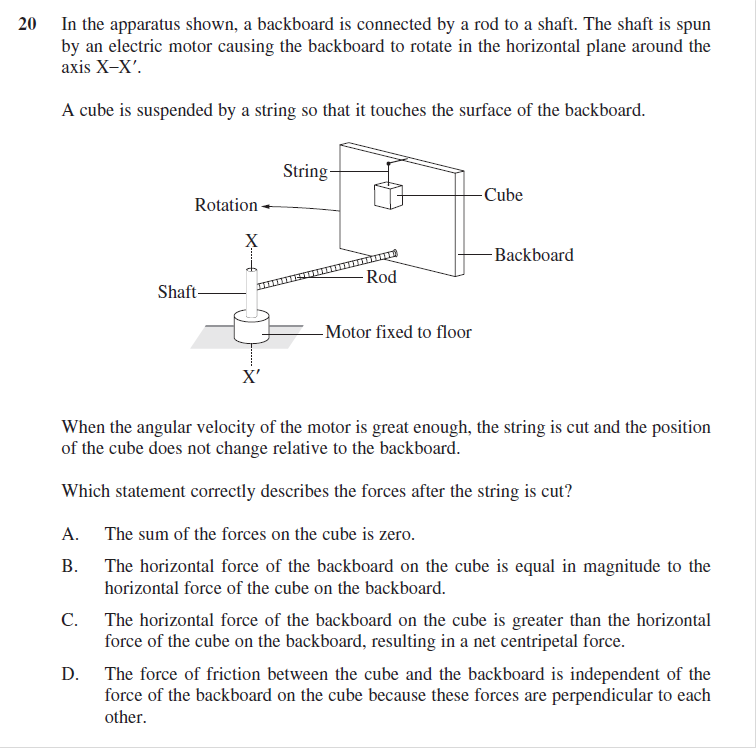 20 In the apparatus shown, a backboard is connected by a rod to a shaft. The shaft is spun
by an electric motor causing the backboard to rotate in the horizontal plane around the
axis X–X′.
A cube is suspended by a string so that it touches the surface of the backboard.
String
Cube
Rotation
X
Backboard
Rod
Shaft
Motor fixed to floor
X′
When the angular velocity of the motor is great enough, the string is cut and the position
of the cube does not change relative to the backboard.
Which statement correctly describes the forces after the string is cut?
A. The sum of the forces on the cube is zero.
B. The horizontal force of the backboard on the cube is equal in magnitude to the
horizontal force of the cube on the backboard.
C. The horizontal force of the backboard on the cube is greater than the horizontal
force of the cube on the backboard, resulting in a net centripetal force.
D. The force of friction between the cube and the backboard is independent of the
force of the backboard on the cube because these forces are perpendicular to each
other.